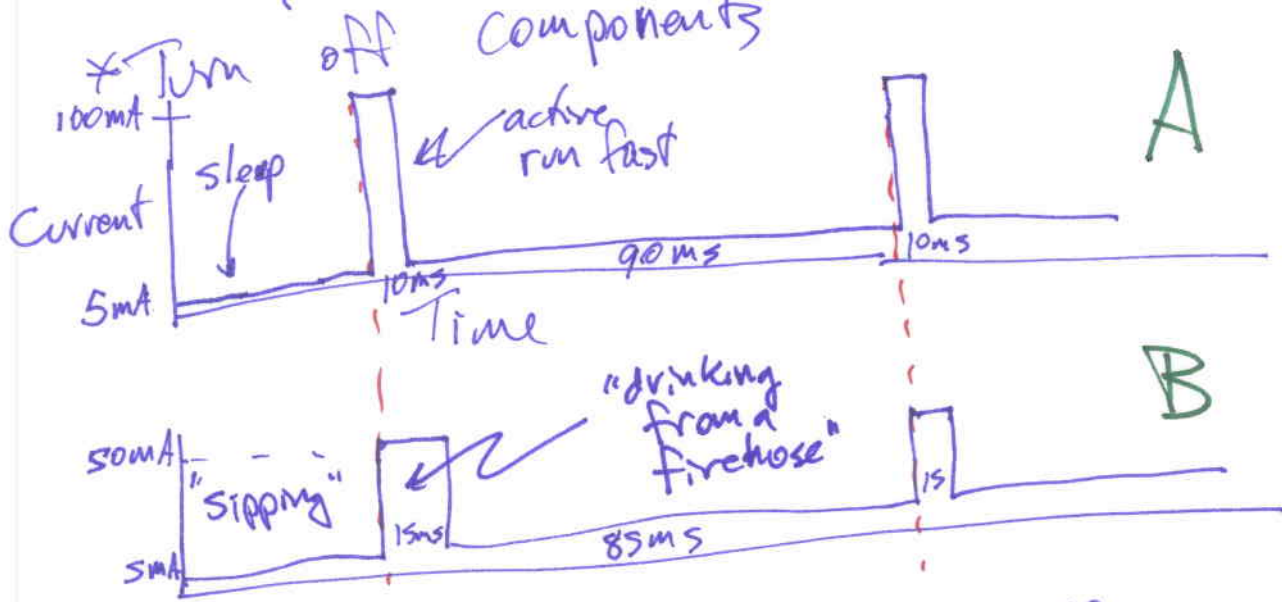 * Turn off Components
100mA
A
active
run fast
sleep
Current
5mA
10ms
90ms
10ms
Time
B
"drinking
from a
firehose"
50mA
"sipping"
15ms
85ms
15
5mA